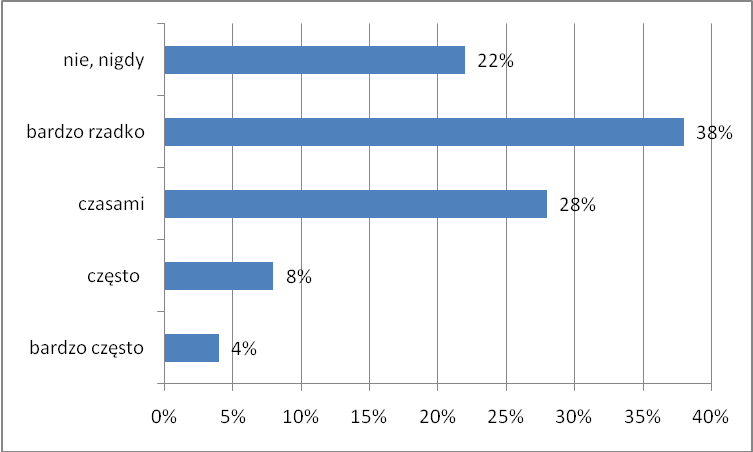 nie, nigdy 22%
bardzo rzadko 38%
czasami 28%
często 8%
bardzo często 4%
0% 5% 10% 15% 20% 25% 30% 35% 40%